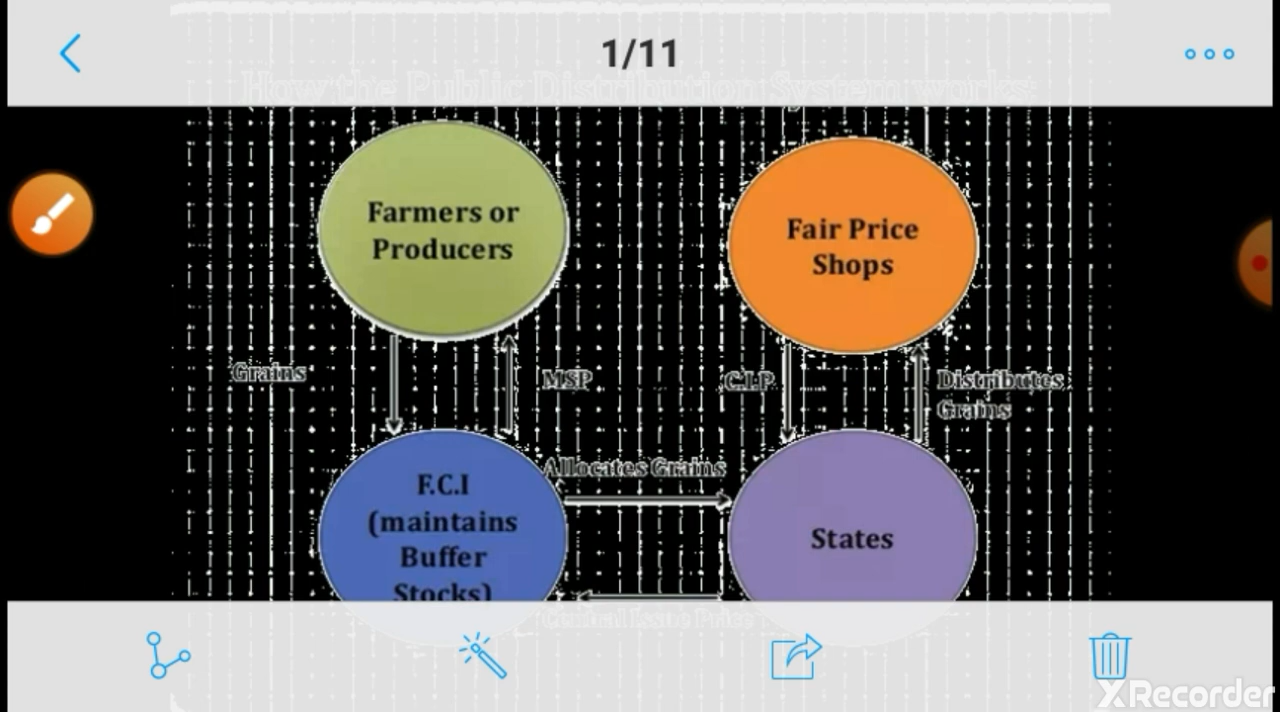 1/11
How the Public Distribution System works:
Farmers or
Producers
Fair Price
Shops
Grains
MSP
C.I.P
Distributes
Grains
Allocates Grains
F.C.I
(maintains
Buffer
Stocks)
States
Central Issue Price
XRecorder